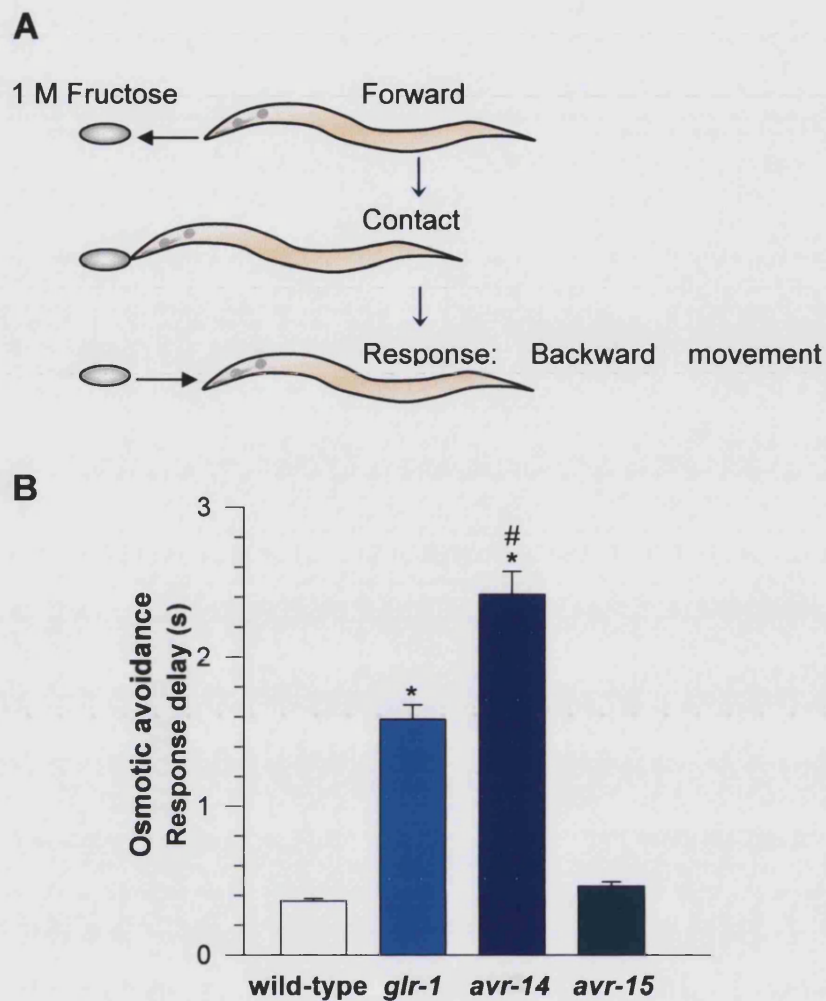 A
1 M Fructose
Forward
Contact
Response: Backward movement
B
Osmotic avoidance
Response delay (s)
3
2
1
0
#
*
*
wild-type glr-1 avr-14 avr-15